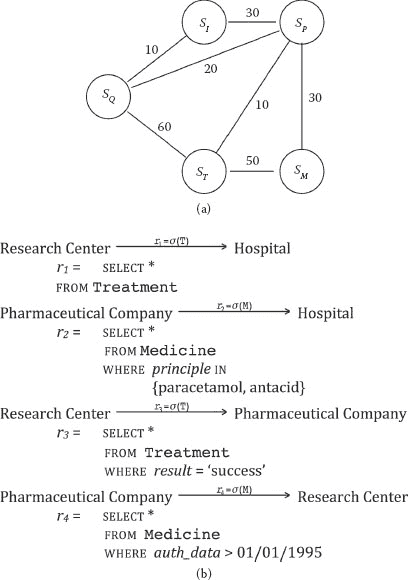 S_I
30
S_P
10
20
S_Q
10
30
60
S_T
50
S_M
(a)
Research Center r₁=σ(T) Hospital
r₁ = SELECT *
FROM Treatment
Pharmaceutical Company r₂=σ(M) Hospital
r₂ = SELECT *
FROM Medicine
WHERE principle IN
{paracetamol, antacid}
Research Center r₃=σ(T) Pharmaceutical Company
r₃ = SELECT *
FROM Treatment
WHERE result = ‘success’
Pharmaceutical Company r₄=σ(M) Research Center
r₄ = SELECT *
FROM Medicine
WHERE auth_data > 01/01/1995
(b)